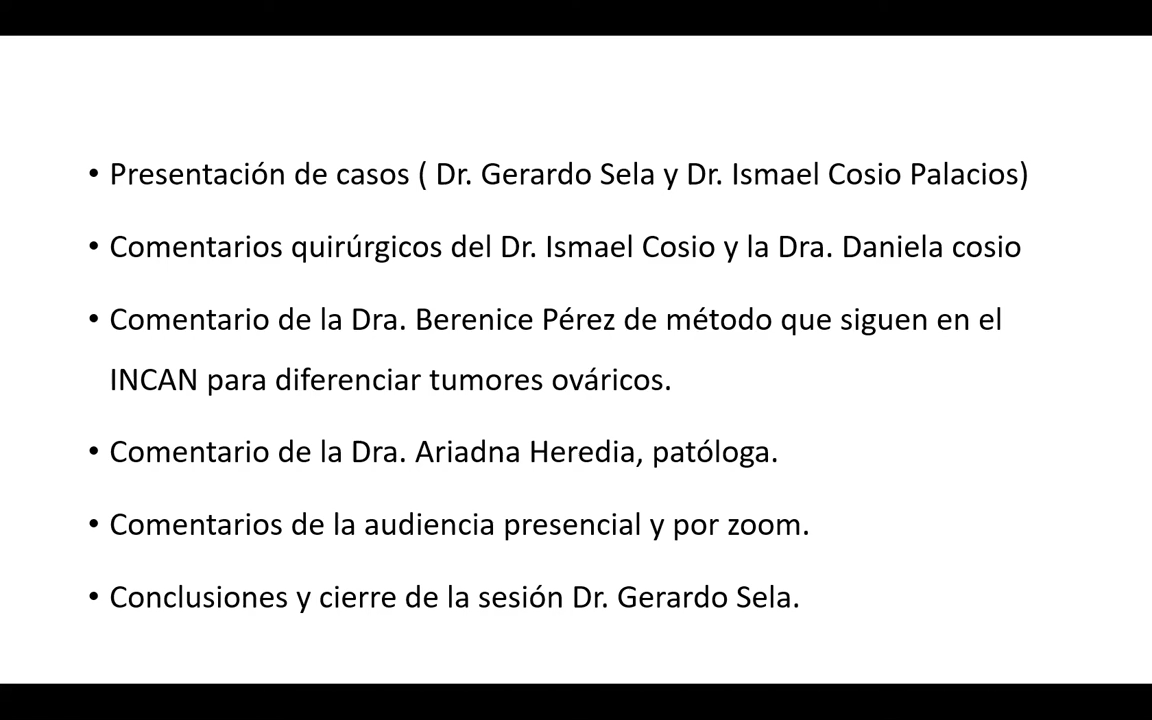 • Presentación de casos ( Dr. Gerardo Sela y Dr. Ismael Cosio Palacios)
• Comentarios quirúrgicos del Dr. Ismael Cosio y la Dra. Daniela cosio
• Comentario de la Dra. Berenice Pérez de método que siguen en el
INCAN para diferenciar tumores ováricos.
• Comentario de la Dra. Ariadna Heredia, patóloga.
• Comentarios de la audiencia presencial y por zoom.
• Conclusiones y cierre de la sesión Dr. Gerardo Sela.